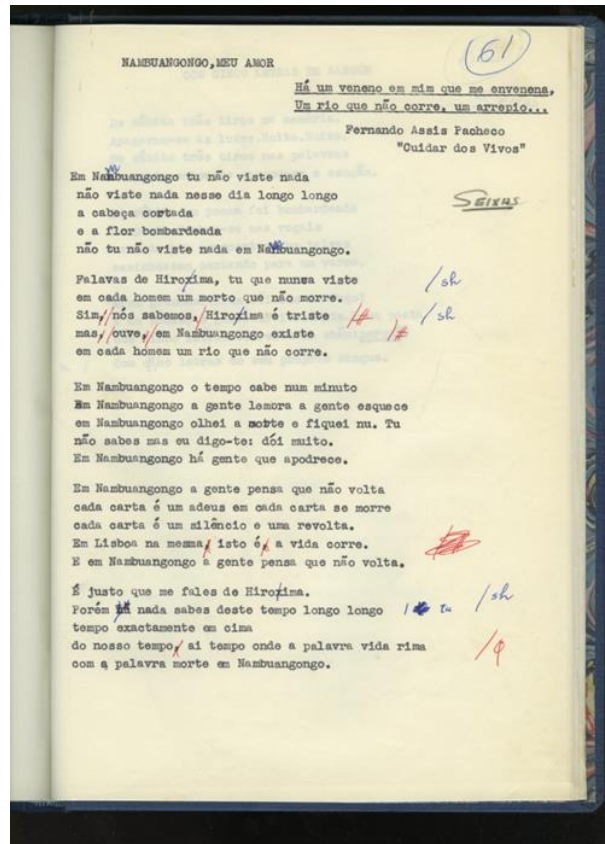 61
NAMBUANGONGO, MEU AMOR
Há um veneno em mim que me envenena,
Um rio que não corre, um arrepio...
Fernando Assis Pacheco
"Cuidar dos Vivos"
Em Nambuangongo tu não viste nada
não viste nada nesse dia longo longo
SEIXAS
a cabeça cortada
e a flor bombardeada
não tu não viste nada em Nambuangongo.
Falavas de Hiroxima, tu que nunca viste /sh
em cada homem um morto que não morre.
Sim, nós sabemos, Hiroxima é triste /# /sh
mas, ouve, em Nambuangongo existe /#
em cada homem um rio que não corre.
Em Nambuangongo o tempo cabe num minuto
Em Nambuangongo a gente lembra a gente esquece
em Nambuangongo olhei a morte e fiquei nu. Tu
não sabes mas eu digo-te: dói muito.
Em Nambuangongo há gente que apodrece.
Em Nambuangongo a gente pensa que não volta
cada carta é um adeus em cada carta se morre
cada carta é um silêncio e uma revolta.
Em Lisboa na mesma, isto é, a vida corre.
E em Nambuangongo a gente pensa que não volta.
É justo que me fales de Hiroxima. /sh
Porém nada sabes deste tempo longo longo / tu
tempo exactamente em cima
do nosso tempo, ai tempo onde a palavra vida rima
com a palavra morte em Nambuangongo.